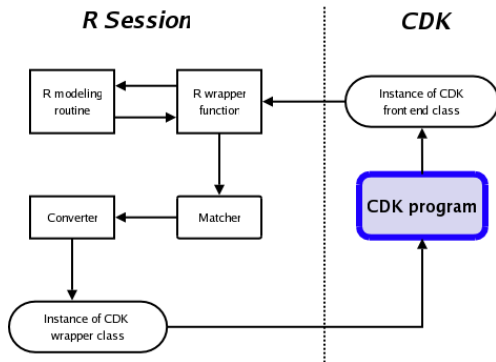 R Session
CDK
R modeling
routine
R wrapper
function
Instance of CDK
front end class
CDK program
Converter
Matcher
Instance of CDK
wrapper class